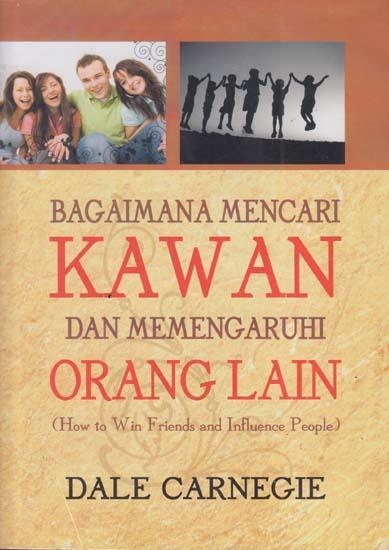 BAGAIMANA MENCARI
KAWAN
DAN MEMENGARUHI
ORANG LAIN
(How to Win Friends and Influence People)
DALE CARNEGIE